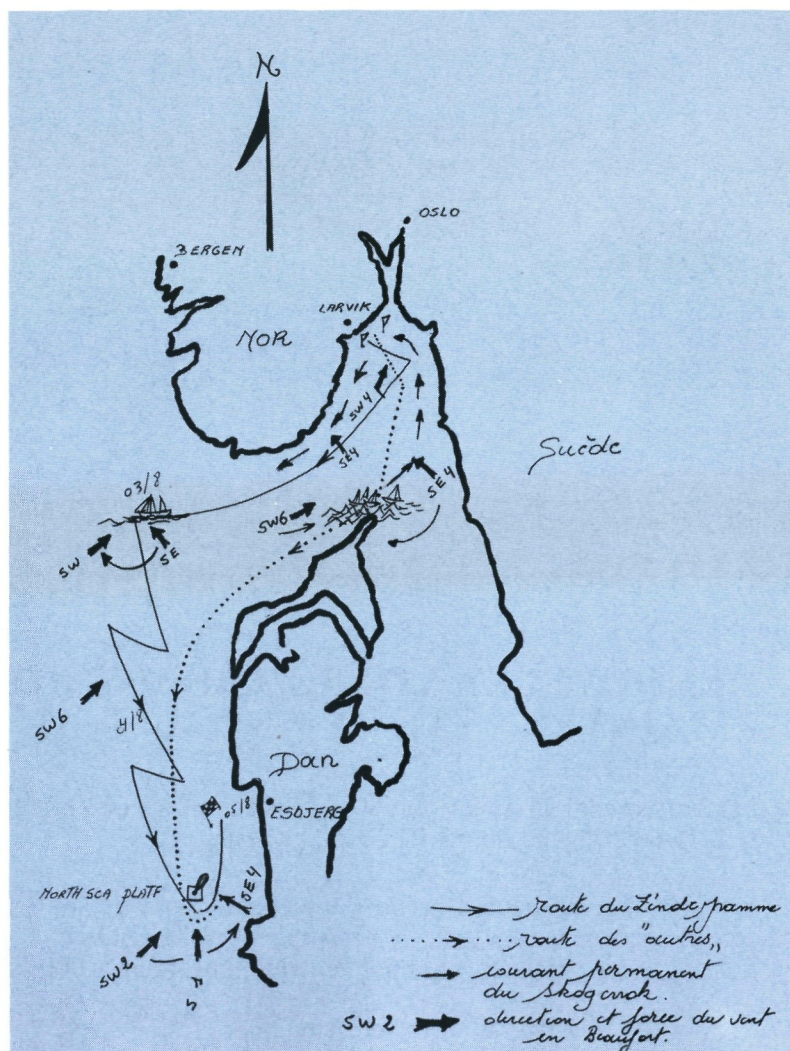 N
OSLO
BERGEN
LARVIK
NOR
P P
SW4
SE4
Suède
03/8
SW6
SE4
SW
SE
SW6
4/8
Dan
05/8
ESBJERG
NORTH SEA PLATF
SE4
SW2
route du Zinde
route des "autres"
courant permanent
du Skagerrak.
SW 2 direction et force du vent
en Beaufort.